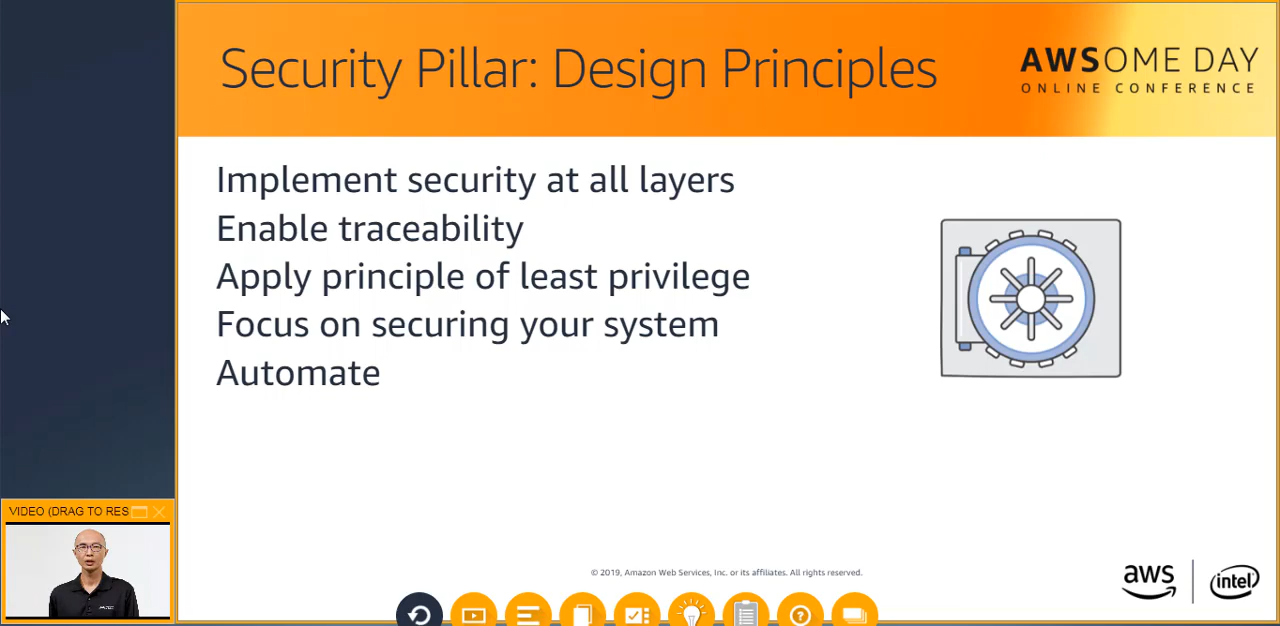 Security Pillar: Design Principles
AWSOME DAY
ONLINE CONFERENCE
Implement security at all layers
Enable traceability
Apply principle of least privilege
Focus on securing your system
Automate
VIDEO (DRAG TO RES
© 2019, Amazon Web Services, Inc. or its affiliates. All rights reserved.
aws
intel